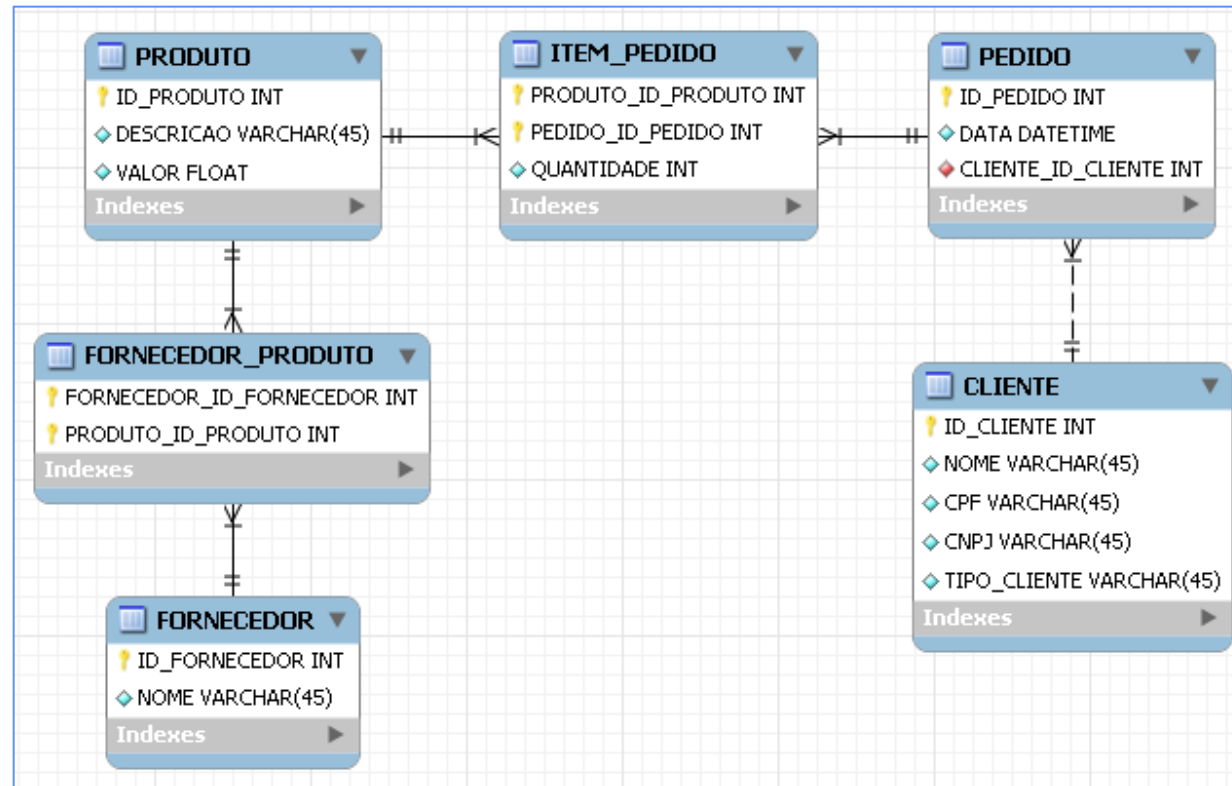 PRODUTO
ID_PRODUTO INT
DESCRICAO VARCHAR(45)
VALOR FLOAT
Indexes
ITEM_PEDIDO
PRODUTO_ID_PRODUTO INT
PEDIDO_ID_PEDIDO INT
QUANTIDADE INT
Indexes
PEDIDO
ID_PEDIDO INT
DATA DATETIME
CLIENTE_ID_CLIENTE INT
Indexes
FORNECEDOR_PRODUTO
FORNECEDOR_ID_FORNECEDOR INT
PRODUTO_ID_PRODUTO INT
Indexes
CLIENTE
ID_CLIENTE INT
NOME VARCHAR(45)
CPF VARCHAR(45)
CNPJ VARCHAR(45)
TIPO_CLIENTE VARCHAR(45)
Indexes
FORNECEDOR
ID_FORNECEDOR INT
NOME VARCHAR(45)
Indexes